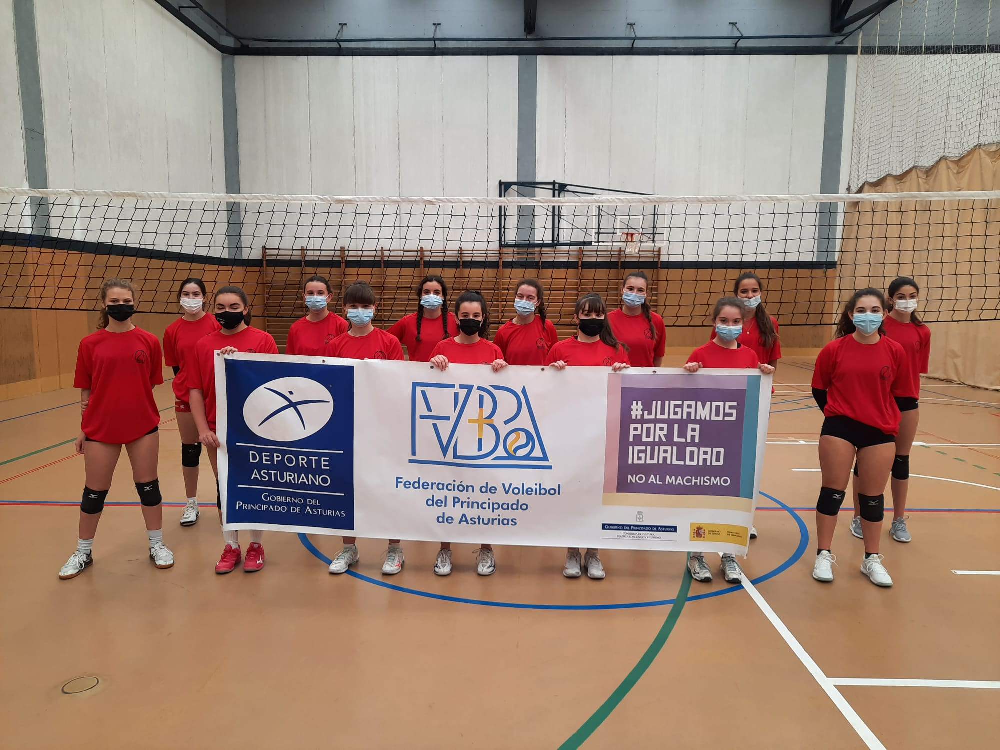 DEPORTE
ASTURIANO
GOBIERNO DEL
PRINCIPADO DE ASTURIAS
FVBPA
Federación de Voleibol
del Principado
de Asturias
#JUGAMOS
POR LA
IGUALDAD
NO AL MACHISMO
GOBIERNO DEL PRINCIPADO DE ASTURIAS
CONSEJERÍA DE CULTURA,
POLÍTICA LLINGÜÍSTICA Y TURISMO
GOBIERNO
DE ESPAÑA
MINISTERIO
DE IGUALDAD